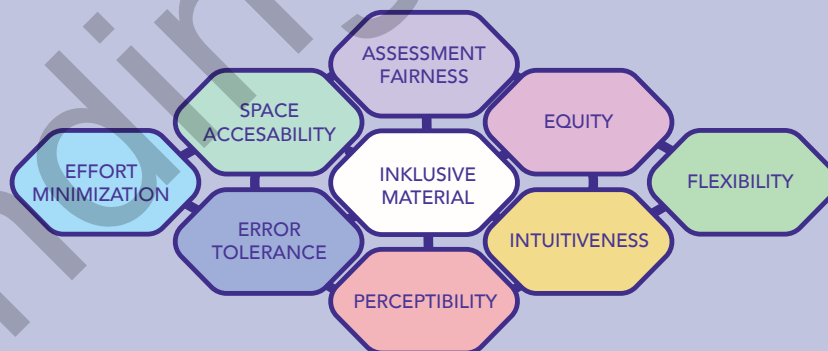 ASSESSMENT
FAIRNESS
SPACE
ACCESABILITY
EQUITY
EFFORT
MINIMIZATION
INKLUSIVE
MATERIAL
FLEXIBILITY
ERROR
TOLERANCE
INTUITIVENESS
PERCEPTIBILITY